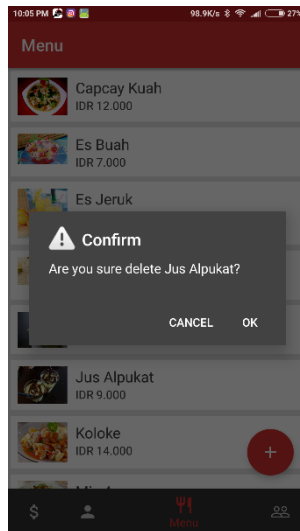 10:05 PM
98.9K/s
27%
Menu
Capcay Kuah
IDR 12.000
Es Buah
IDR 7.000
Es Jeruk
Confirm
Are you sure delete Jus Alpukat?
CANCEL
OK
Jus Alpukat
IDR 9.000
Koloke
IDR 14.000
Menu